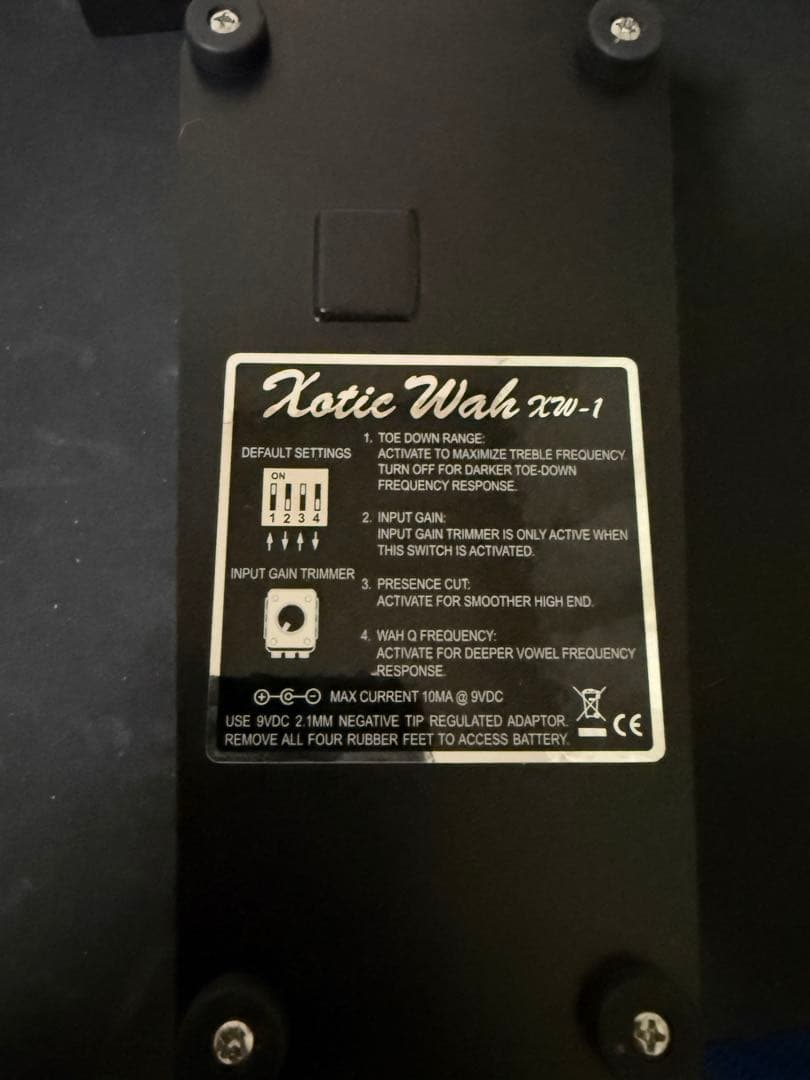 Xotic Wah XW-1
DEFAULT SETTINGS
ON
1 2 3 4
INPUT GAIN TRIMMER
1. TOE DOWN RANGE:
ACTIVATE TO MAXIMIZE TREBLE FREQUENCY.
TURN OFF FOR DARKER TOE-DOWN
FREQUENCY RESPONSE.
2. INPUT GAIN:
INPUT GAIN TRIMMER IS ONLY ACTIVE WHEN
THIS SWITCH IS ACTIVATED.
3. PRESENCE CUT:
ACTIVATE FOR SMOOTHER HIGH END.
4. WAH Q FREQUENCY:
ACTIVATE FOR DEEPER VOWEL FREQUENCY
RESPONSE.
MAX CURRENT 10MA @ 9VDC
USE 9VDC 2.1MM NEGATIVE TIP REGULATED ADAPTOR.
REMOVE ALL FOUR RUBBER FEET TO ACCESS BATTERY.
CE